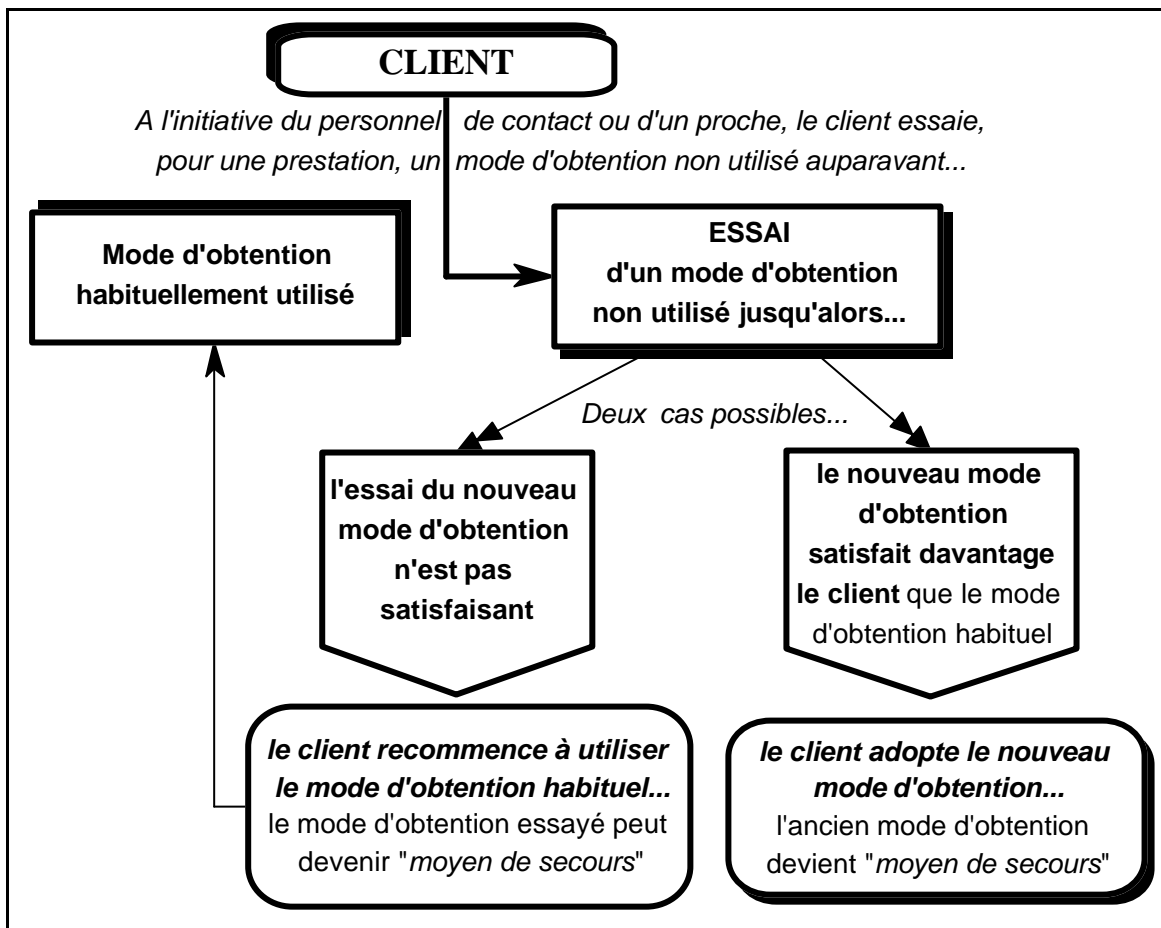 CLIENT
A l'initiative du personnel de contact ou d'un proche, le client essaie,
pour une prestation, un mode d'obtention non utilisé auparavant...
Mode d'obtention
habituellement utilisé
ESSAI
d'un mode d'obtention
non utilisé jusqu'alors...
Deux cas possibles...
l'essai du nouveau
mode d'obtention
n'est pas
satisfaisant
le nouveau mode
d'obtention
satisfait davantage
le client que le mode
d'obtention habituel
le client recommence à utiliser
le mode d'obtention habituel...
le mode d'obtention essayé peut
devenir "moyen de secours"
le client adopte le nouveau
mode d'obtention...
l'ancien mode d'obtention
devient "moyen de secours"